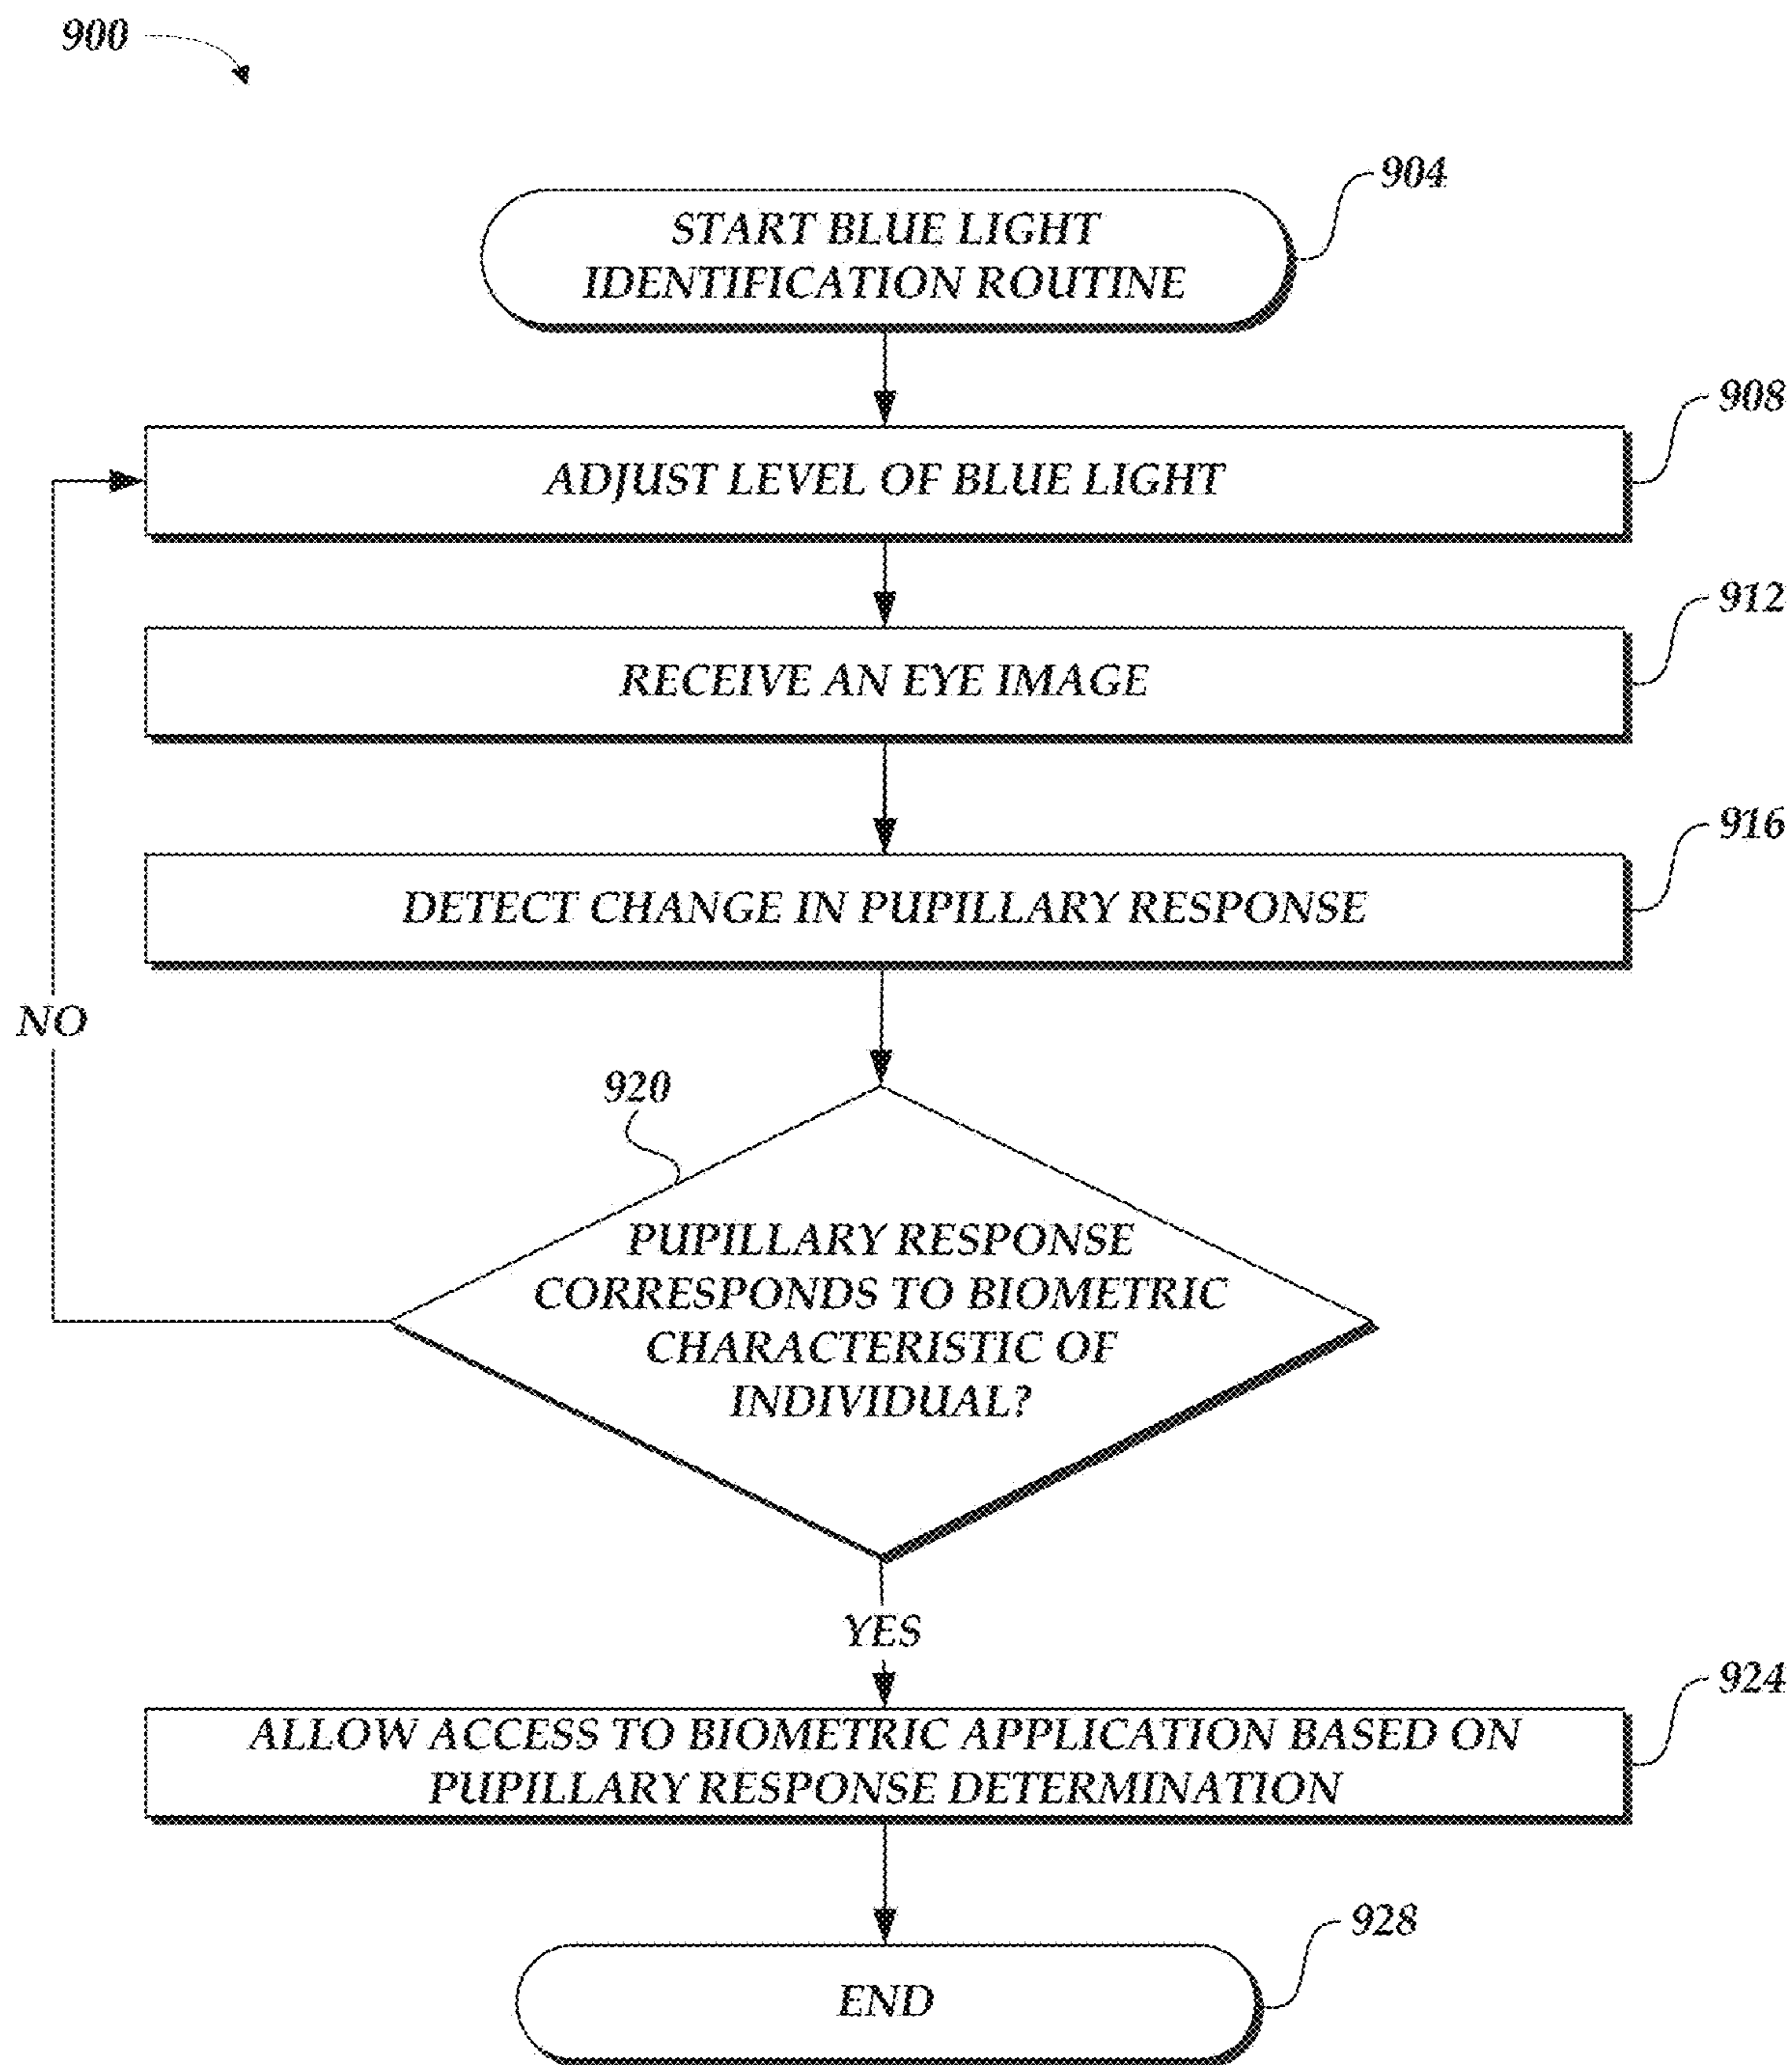 900
904
START BLUE LIGHT
IDENTIFICATION ROUTINE
908
ADJUST LEVEL OF BLUE LIGHT
912
RECEIVE AN EYE IMAGE
916
DETECT CHANGE IN PUPILLARY RESPONSE
NO
920
PUPILLARY RESPONSE
CORRESPONDS TO BIOMETRIC
CHARACTERISTIC OF
INDIVIDUAL?
YES
924
ALLOW ACCESS TO BIOMETRIC APPLICATION BASED ON
PUPILLARY RESPONSE DETERMINATION
928
END